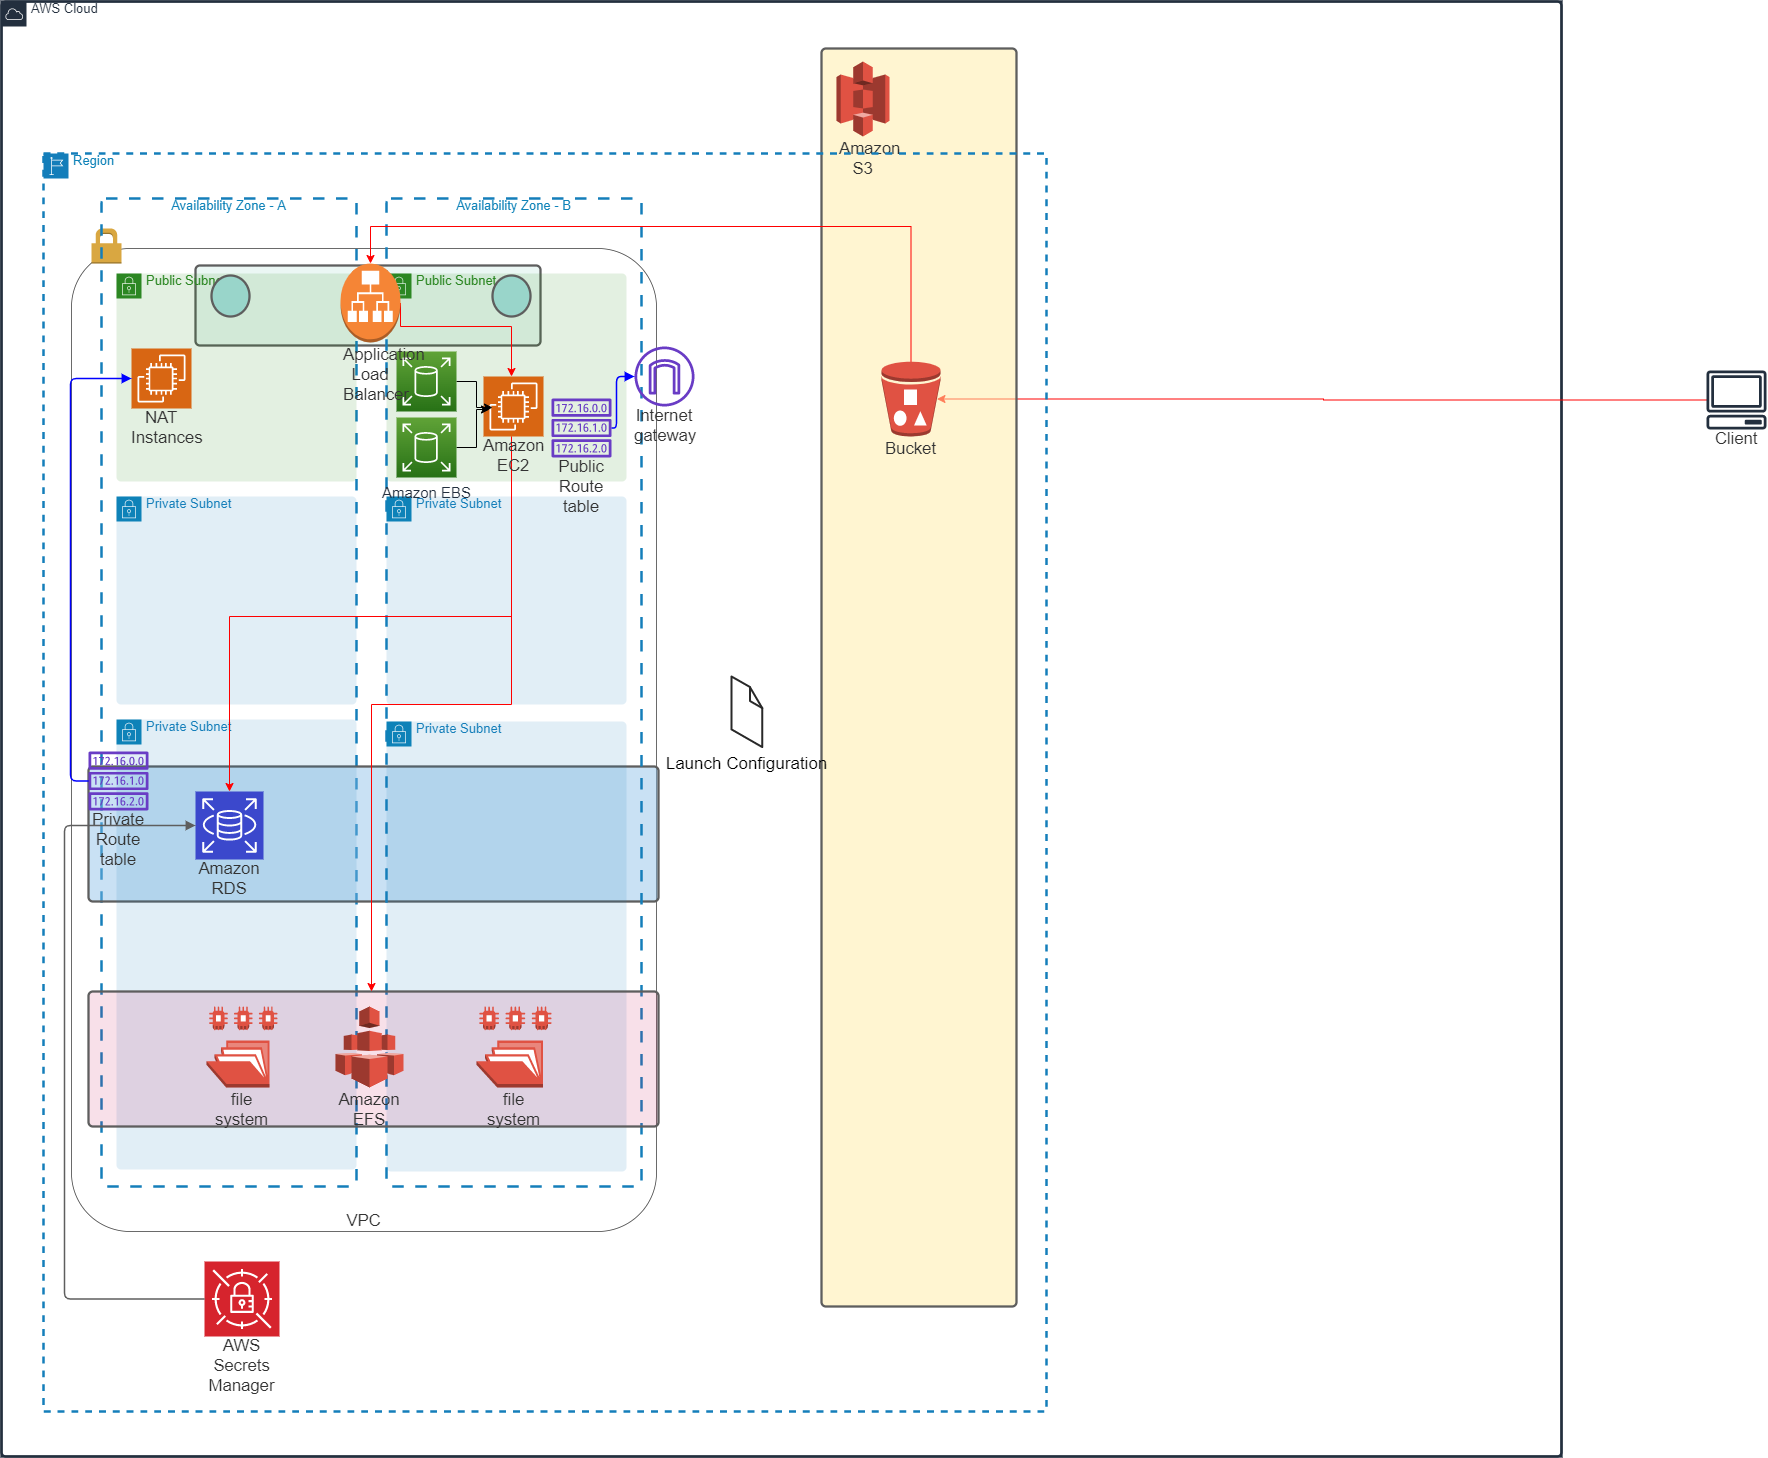 AWS Cloud
Amazon
S3
Region
Availability Zone - A
Availability Zone - B
Public Subn
Public Subnet
Application
Load
Balancer
NAT
Instances
Amazon
EC2
Amazon EBS
172.16.0.0
172.16.1.0
172.16.2.0
Public
Route
table
Internet
gateway
Bucket
Client
Private Subnet
Private Subnet
Private Subnet
Private Subnet
172.16.0.0
172.16.1.0
172.16.2.0
Private
Route
table
Amazon
RDS
Launch Configuration
file
system
Amazon
EFS
file
system
VPC
AWS
Secrets
Manager